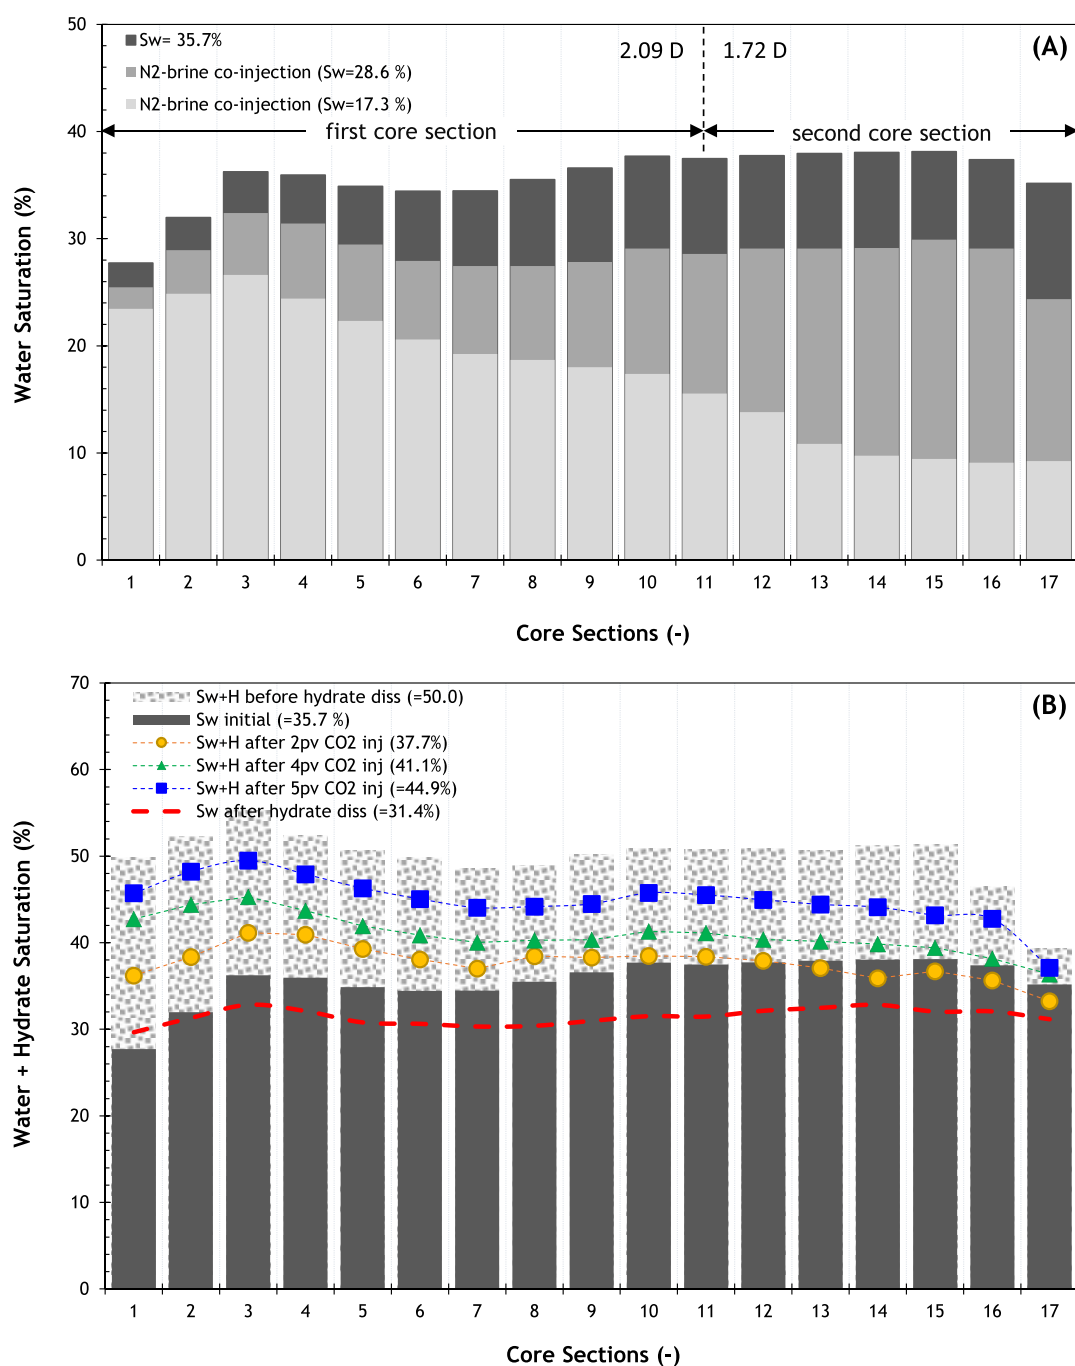 50
40
30
20
10
0
Water Saturation (%)
Sw= 35.7%
N2-brine co-injection (Sw=28.6 %)
N2-brine co-injection (Sw=17.3 %)
2.09 D
1.72 D
(A)
first core section
second core section
1 2 3 4 5 6 7 8 9 10 11 12 13 14 15 16 17
Core Sections (-)
70
60
50
40
30
20
10
0
Water + Hydrate Saturation (%)
Sw+H before hydrate diss (=50.0)
Sw initial (=35.7 %)
Sw+H after 2pv CO2 inj (37.7%)
Sw+H after 4pv CO2 inj (41.1%)
Sw+H after 5pv CO2 inj (=44.9%)
Sw after hydrate diss (=31.4%)
(B)
1 2 3 4 5 6 7 8 9 10 11 12 13 14 15 16 17
Core Sections (-)